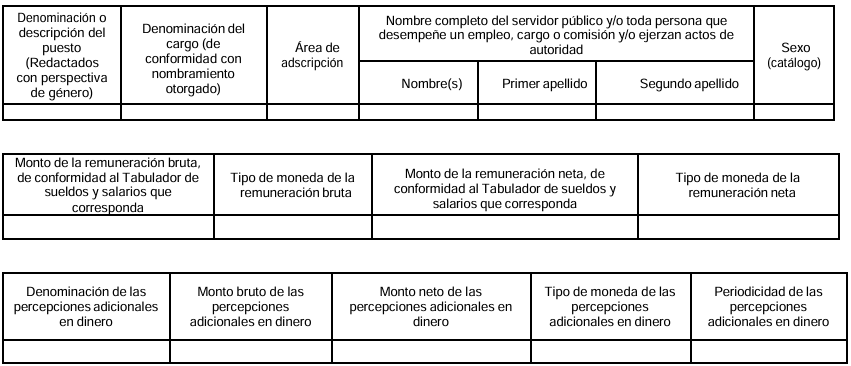 Denominación o
descripción del
puesto
(Redactados
con perspectiva
de género)
Denominación del
cargo (de
conformidad con
nombramiento
otorgado)
Área de
adscripción
Nombre completo del servidor público y/o toda persona que
desempeñe un empleo, cargo o comisión y/o ejerzan actos de
autoridad
Nombre(s)
Primer apellido
Segundo apellido
Sexo
(catálogo)
Monto de la remuneración bruta,
de conformidad al Tabulador de
sueldos y salarios que
corresponda
Tipo de moneda de la
remuneración bruta
Monto de la remuneración neta, de
conformidad al Tabulador de sueldos y
salarios que corresponda
Tipo de moneda de la
remuneración neta
Denominación de las
percepciones adicionales
en dinero
Monto bruto de las
percepciones
adicionales en dinero
Monto neto de las
percepciones adicionales en
dinero
Tipo de moneda de las
percepciones
adicionales en dinero
Periodicidad de las
percepciones
adicionales en dinero